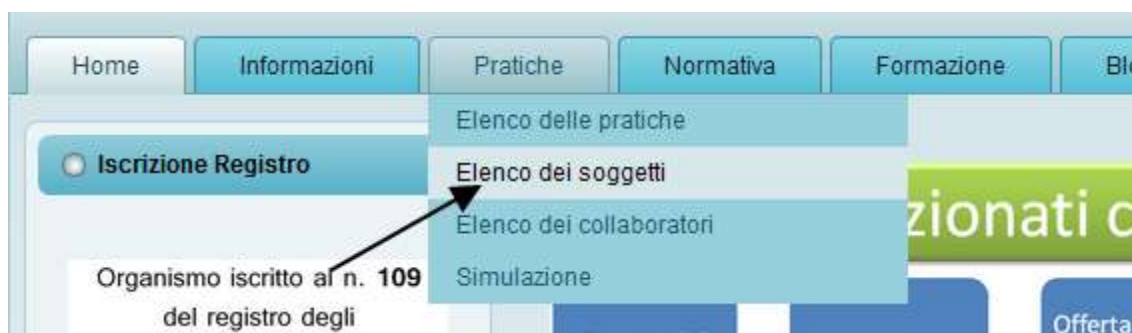 Home Informazioni Pratiche Normativa Formazione
Elenco delle pratiche
Iscrizione Registro
Elenco dei soggetti
Elenco dei collaboratori
Simulazione
Organismo iscritto al n. 109
del registro degli
Offerta